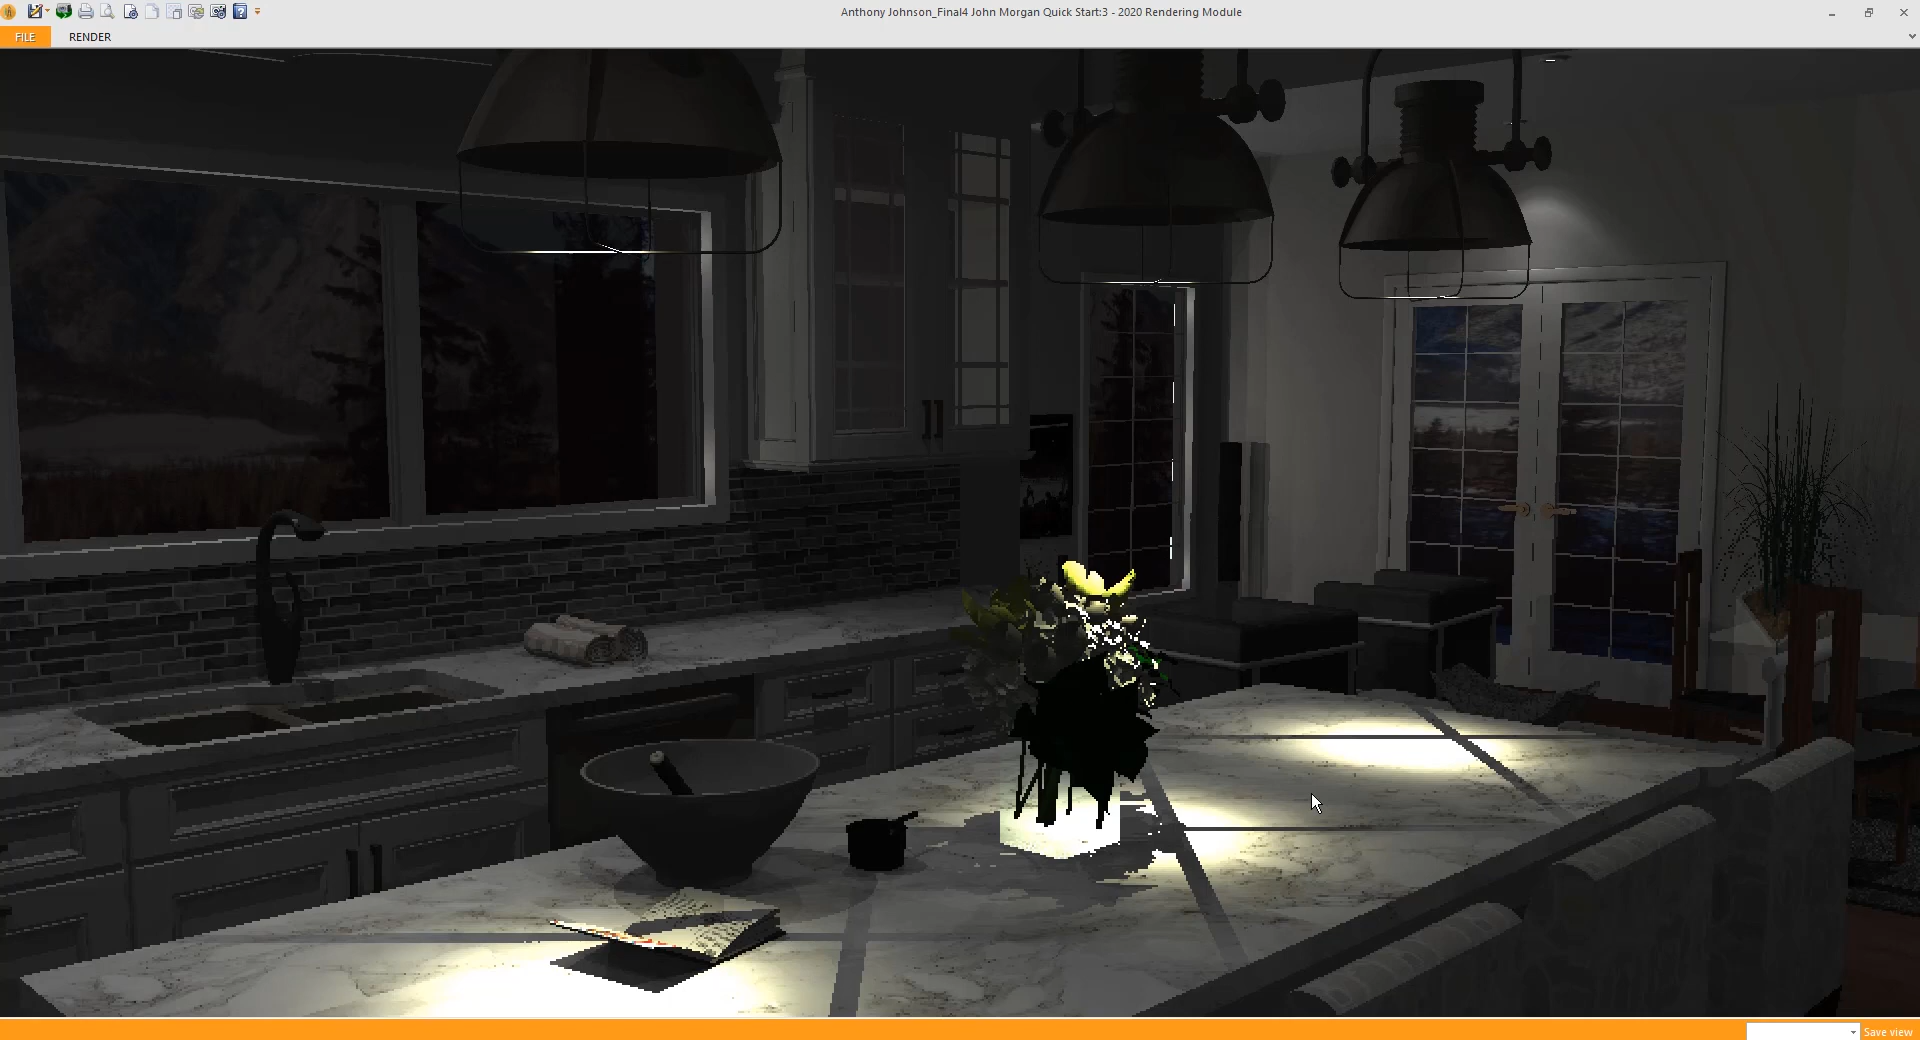 Anthony Johnson_Final4 John Morgan Quick Start:3 - 2020 Rendering Module
FILE
RENDER
Save view